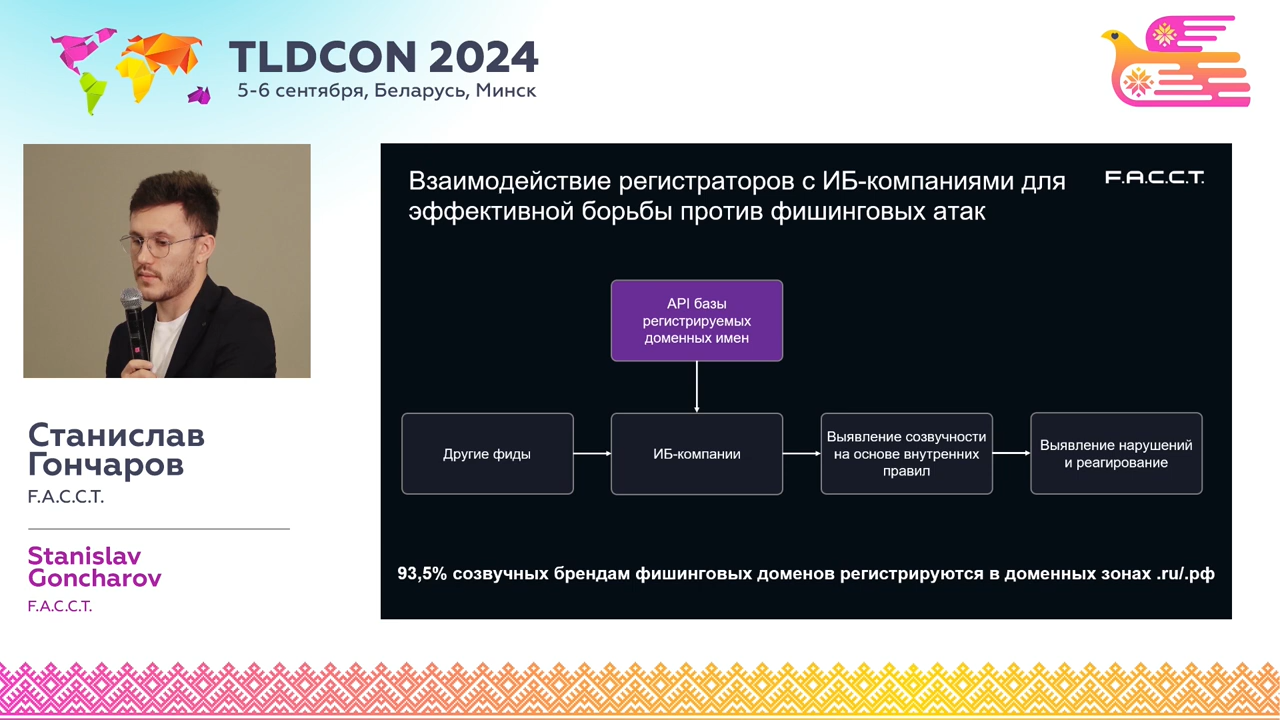 TLDCON 2024
5-6 сентября, Беларусь, Минск
Взаимодействие регистраторов с ИБ-компаниями для
эффективной борьбы против фишинговых атак
F.A.C.C.T.
API базы
регистрируемых
доменных имен
Другие фиды
ИБ-компании
Выявление созвучности
на основе внутренних
правил
Выявление нарушений
и реагирование
93,5% созвучных брендам фишинговых доменов регистрируются в доменных зонах .ru/.рф
Станислав
Гончаров
F.A.C.C.T.
Stanislav
Goncharov
F.A.C.C.T.